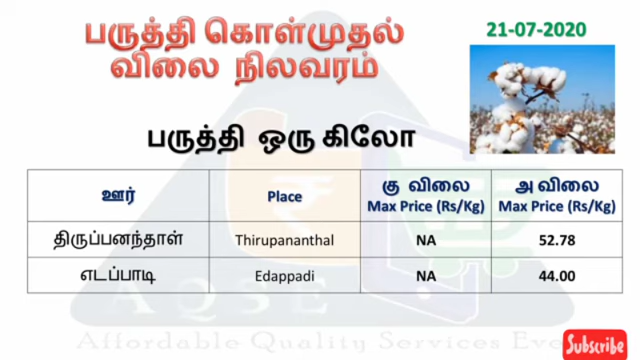 பருத்தி கொள்முதல்
விலை நிலவரம்
21-07-2020
பருத்தி ஒரு கிலோ
ஊர் Place கு விலை Max Price (Rs/Kg) அ விலை Max Price (Rs/Kg)
திருப்பனந்தாள் Thirupananthal NA 52.78
எடப்பாடி Edappadi NA 44.00
AQSE
Affordable Quality Services Evo
Subscribe